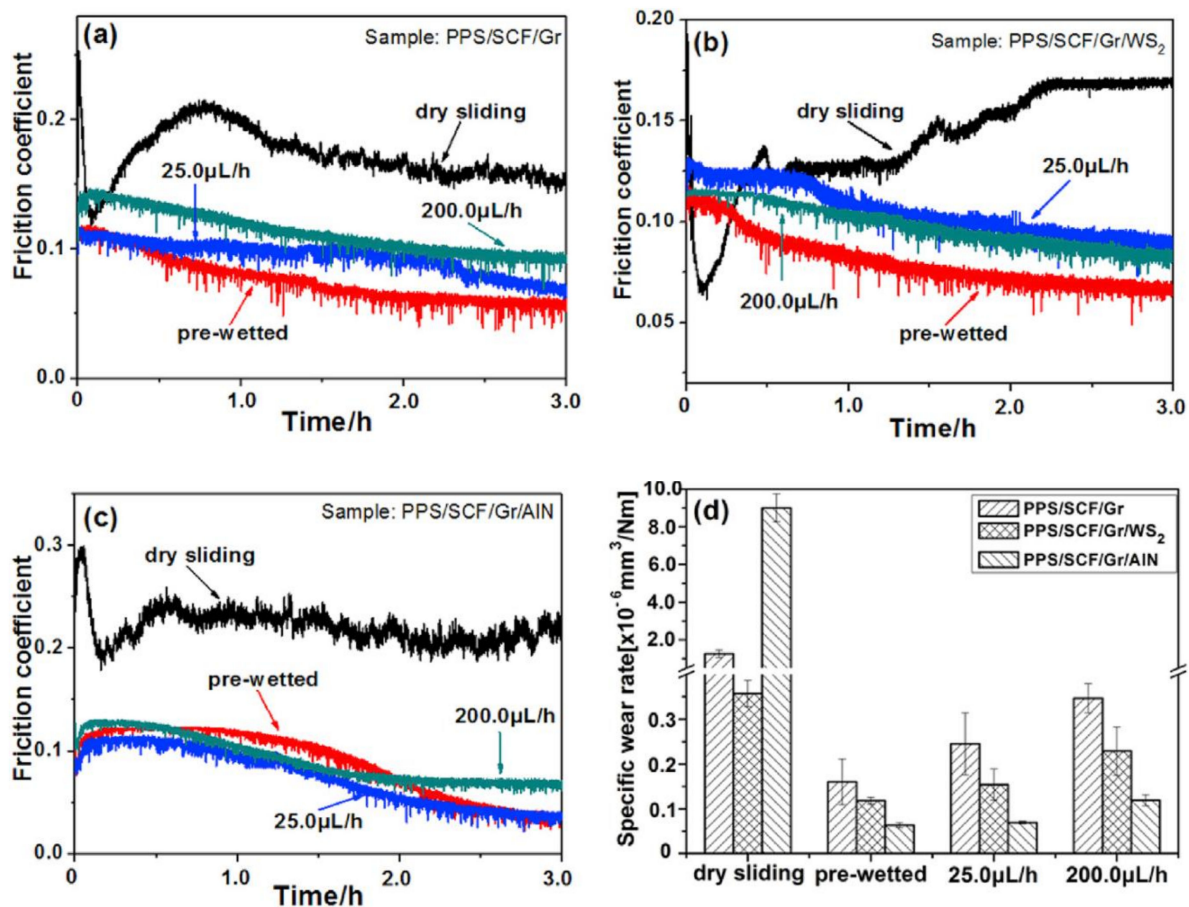 (a)
Sample: PPS/SCF/Gr
Fricition coefficient
0.2
0.1
0.0
dry sliding
25.0μL/h
200.0μL/h
pre-wetted
0
1.0
2.0
3.0
Time/h
(b)
Sample: PPS/SCF/Gr/WS2
Fricition coefficient
0.20
0.15
0.10
0.05
dry sliding
25.0μL/h
200.0μL/h
pre-wetted
0
1.0
2.0
3.0
Time/h
(c)
Sample: PPS/SCF/Gr/AlN
Fricition coefficient
0.3
0.2
0.1
0.0
dry sliding
pre-wetted
200.0μL/h
25.0μL/h
0.0
1.0
2.0
3.0
Time/h
(d)
Specific wear rate[x10-6mm3/Nm]
10.0
8.0
6.0
4.0
2.0
0.3
0.2
0.1
0
PPS/SCF/Gr
PPS/SCF/Gr/WS2
PPS/SCF/Gr/AlN
dry sliding
pre-wetted
25.0μL/h
200.0μL/h